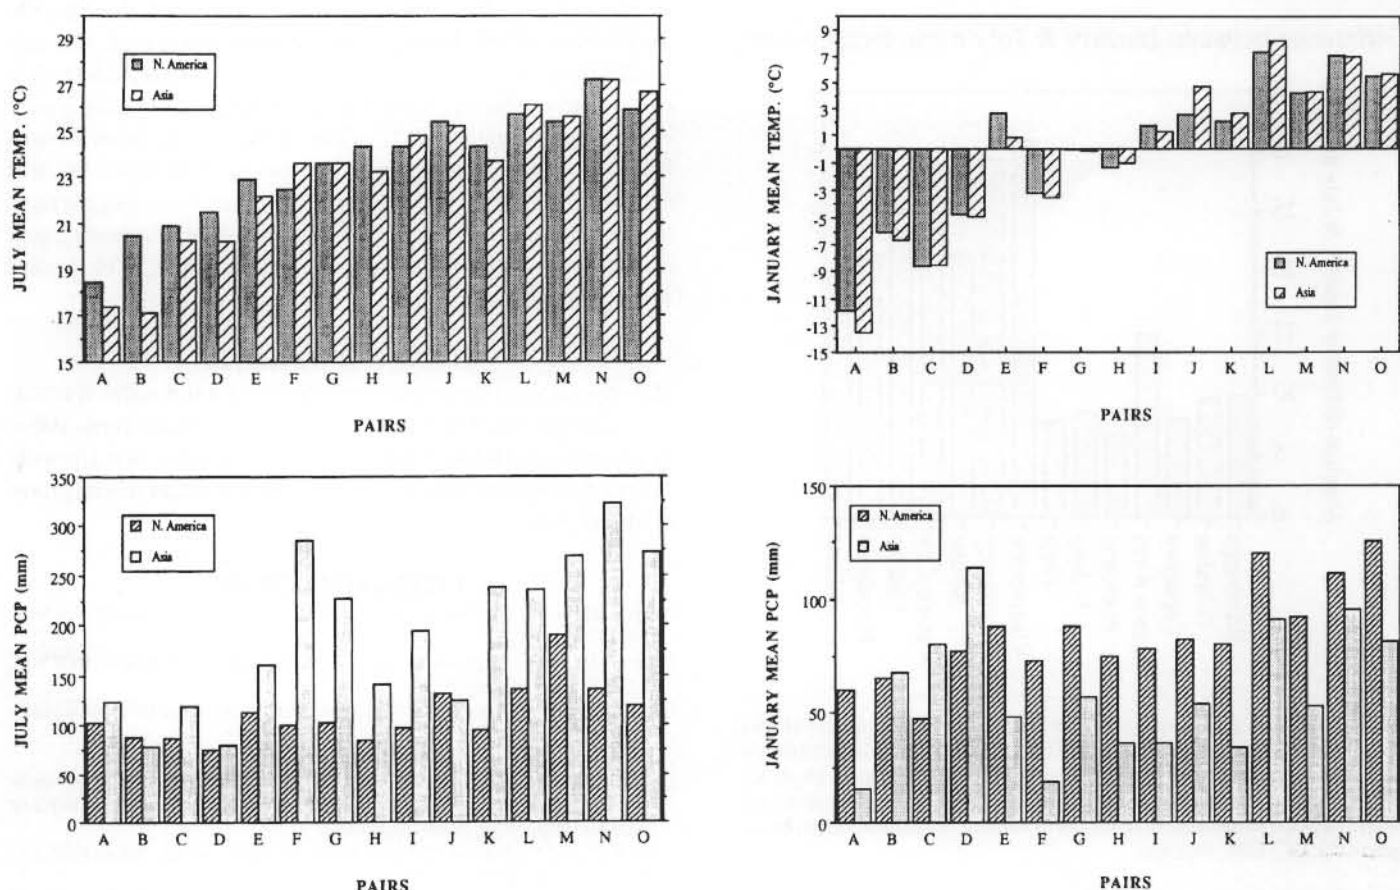 JULY MEAN TEMP. (°C)
29
27
25
23
21
19
.17
15
N. America
Asia
A B C D E F G H I J K L M N O
PAIRS
JANUARY MEAN TEMP. (°C)
9
7
5
3
1
-1
-3
-5
-7
-9
-11
-13
-15
N. America
Asia
A B C D E F G H I J K L M N O
PAIRS
JULY MEAN PCP (mm)
350
300
250
200
150
100
50
0
N. America
Asia
A B C D E F G H I J K L M N O
PAIRS
JANUARY MEAN PCP (mm)
150
100
50
0
N. America
Asia
A B C D E F G H I J K L M N O
PAIRS